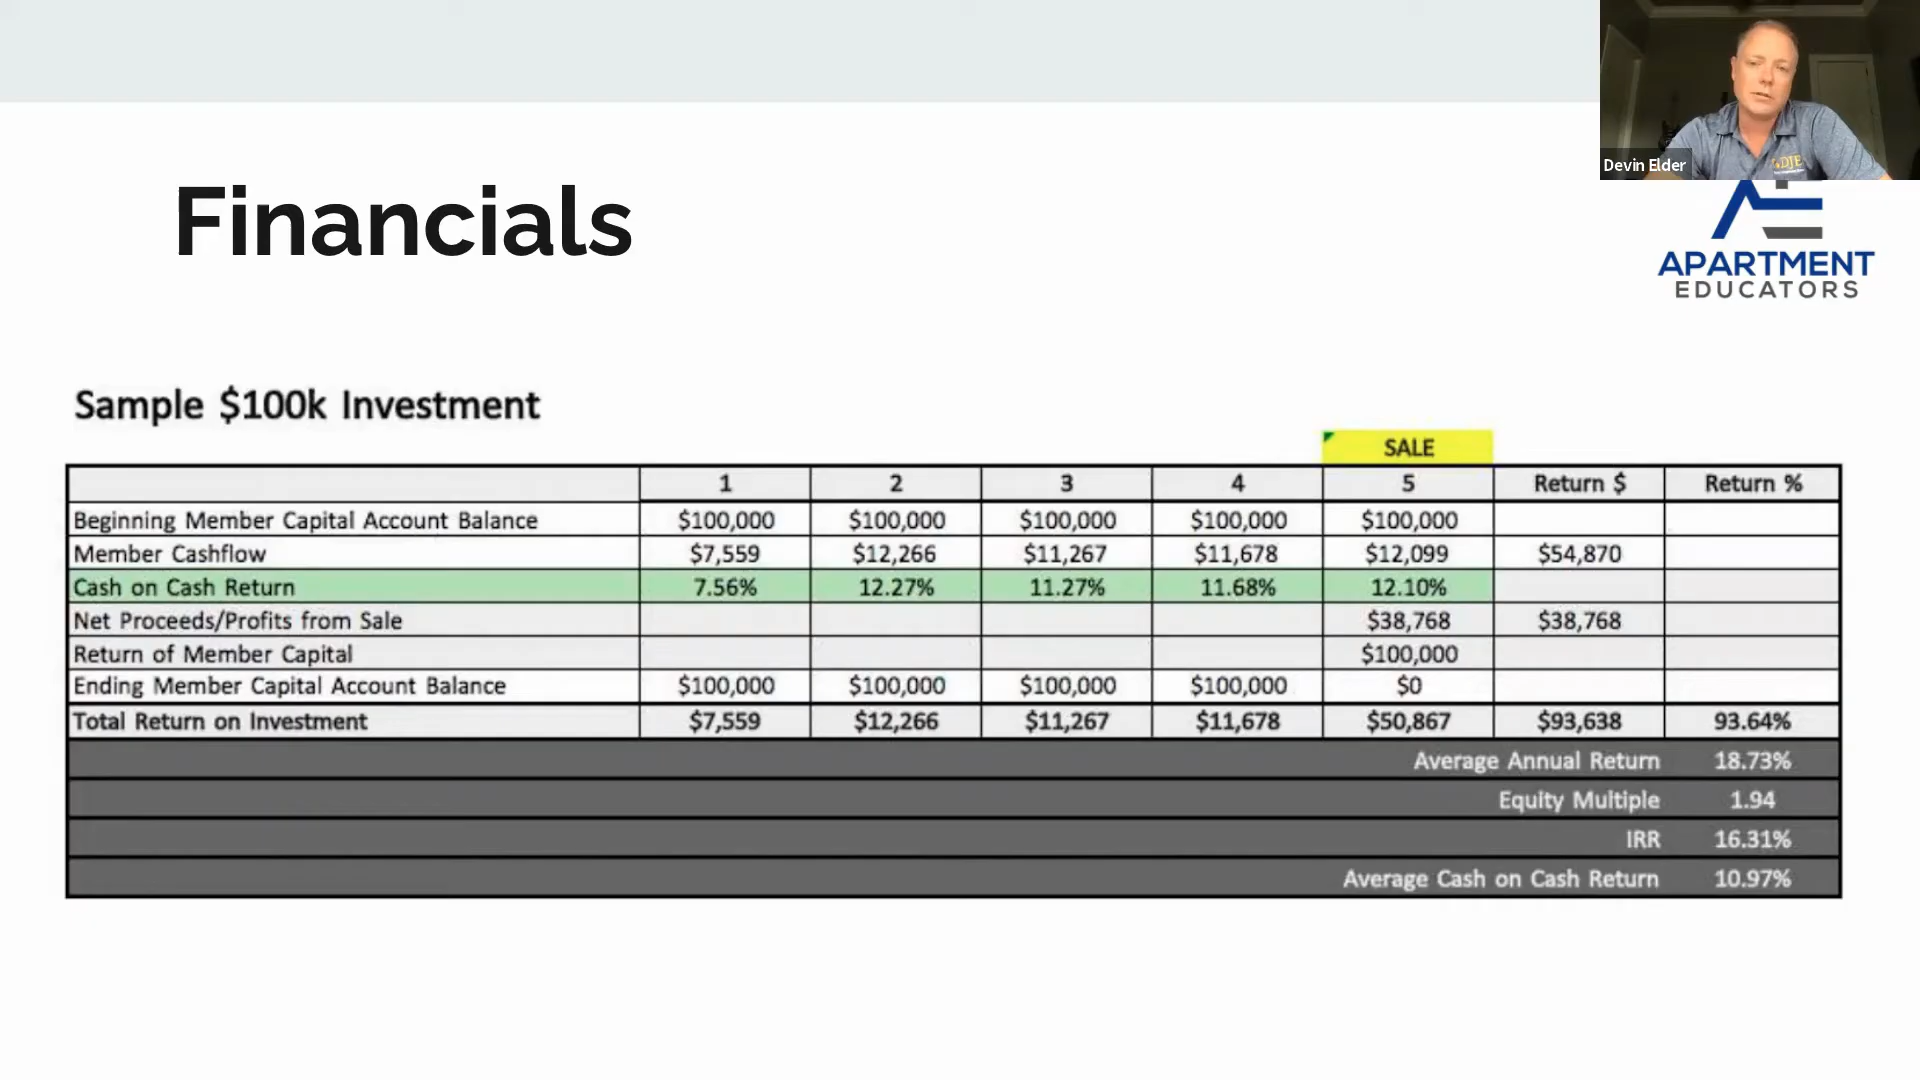 Devin Elder
DJE
Financials
APARTMENT
EDUCATORS
Sample $100k Investment
SALE
1 2 3 4 5 Return $ Return %
Beginning Member Capital Account Balance $100,000 $100,000 $100,000 $100,000 $100,000
Member Cashflow $7,559 $12,266 $11,267 $11,678 $12,099 $54,870
Cash on Cash Return 7.56% 12.27% 11.27% 11.68% 12.10%
Net Proceeds/Profits from Sale $38,768 $38,768
Return of Member Capital $100,000
Ending Member Capital Account Balance $100,000 $100,000 $100,000 $100,000 $0
Total Return on Investment $7,559 $12,266 $11,267 $11,678 $50,867 $93,638 93.64%
Average Annual Return 18.73%
Equity Multiple 1.94
IRR 16.31%
Average Cash on Cash Return 10.97%